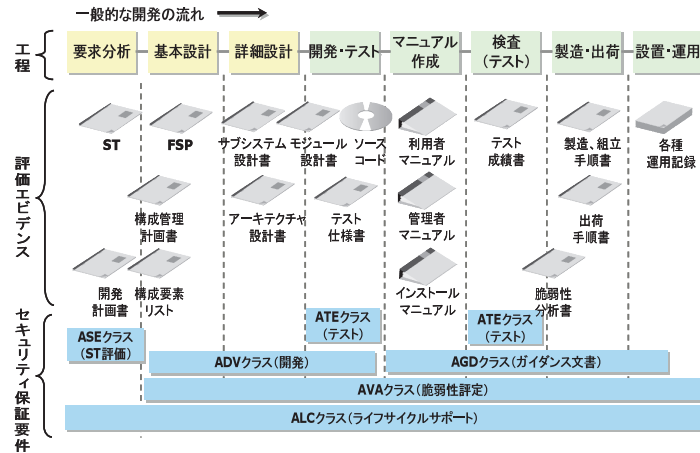 一般的な開発の流れ
工程
要求分析
基本設計
詳細設計
開発・テスト
マニュアル
作成
検査
(テスト)
製造・出荷
設置・運用
評価エビデンス
ST
FSP
サブシステム
設計書
モジュール
設計書
ソース
コード
利用者
マニュアル
テスト
成績書
製造、組立
手順書
各種
運用記録
構成管理
計画書
アーキテクチャ
設計書
テスト
仕様書
管理者
マニュアル
出荷
手順書
開発
計画書
構成要素
リスト
インストール
マニュアル
脆弱性
分析書
セキュリティ保証要件
ASEクラス
(ST評価)
ATEクラス
(テスト)
ATEクラス
(テスト)
ADVクラス(開発)
AGDクラス(ガイダンス文書)
AVAクラス(脆弱性評定)
ALCクラス(ライフサイクルサポート)